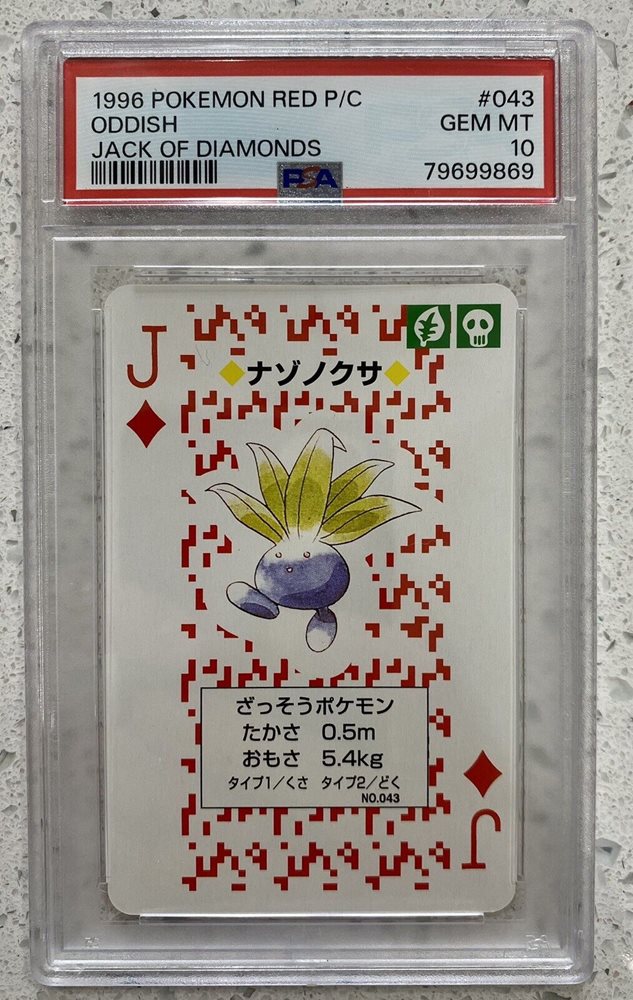 1996 POKEMON RED P/C #043
ODDISH GEM MT
JACK OF DIAMONDS 10
PSA 79699869
J
ナゾノクサ
ざっそうポケモン
たかさ 0.5m
おもさ 5.4kg
タイプ1/くさ タイプ2/どく
NO.043
J